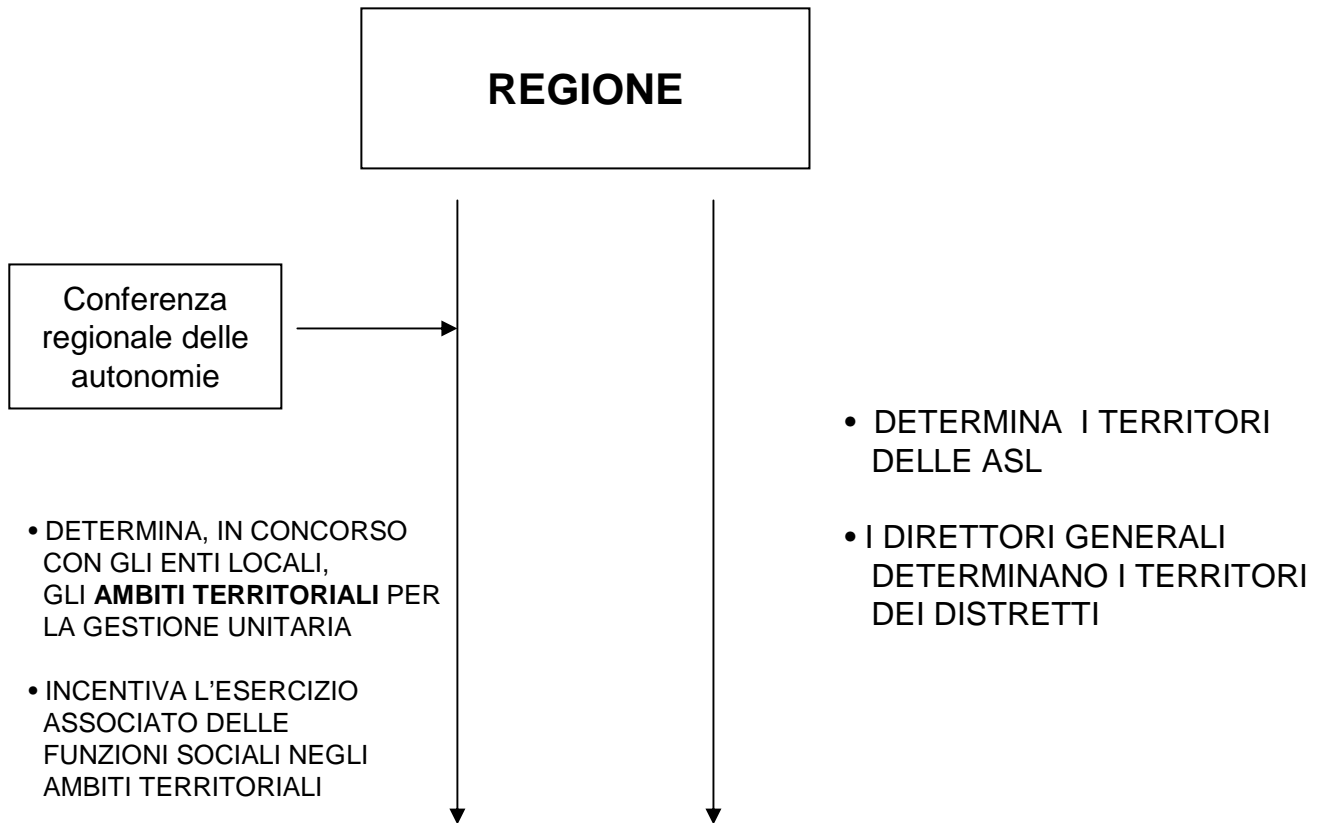 REGIONE
Conferenza
regionale delle
autonomie
• DETERMINA, IN CONCORSO
CON GLI ENTI LOCALI,
GLI AMBITI TERRITORIALI PER
LA GESTIONE UNITARIA
• INCENTIVA L’ESERCIZIO
ASSOCIATO DELLE
FUNZIONI SOCIALI NEGLI
AMBITI TERRITORIALI
• DETERMINA I TERRITORI
DELLE ASL
• I DIRETTORI GENERALI
DETERMINANO I TERRITORI
DEI DISTRETTI